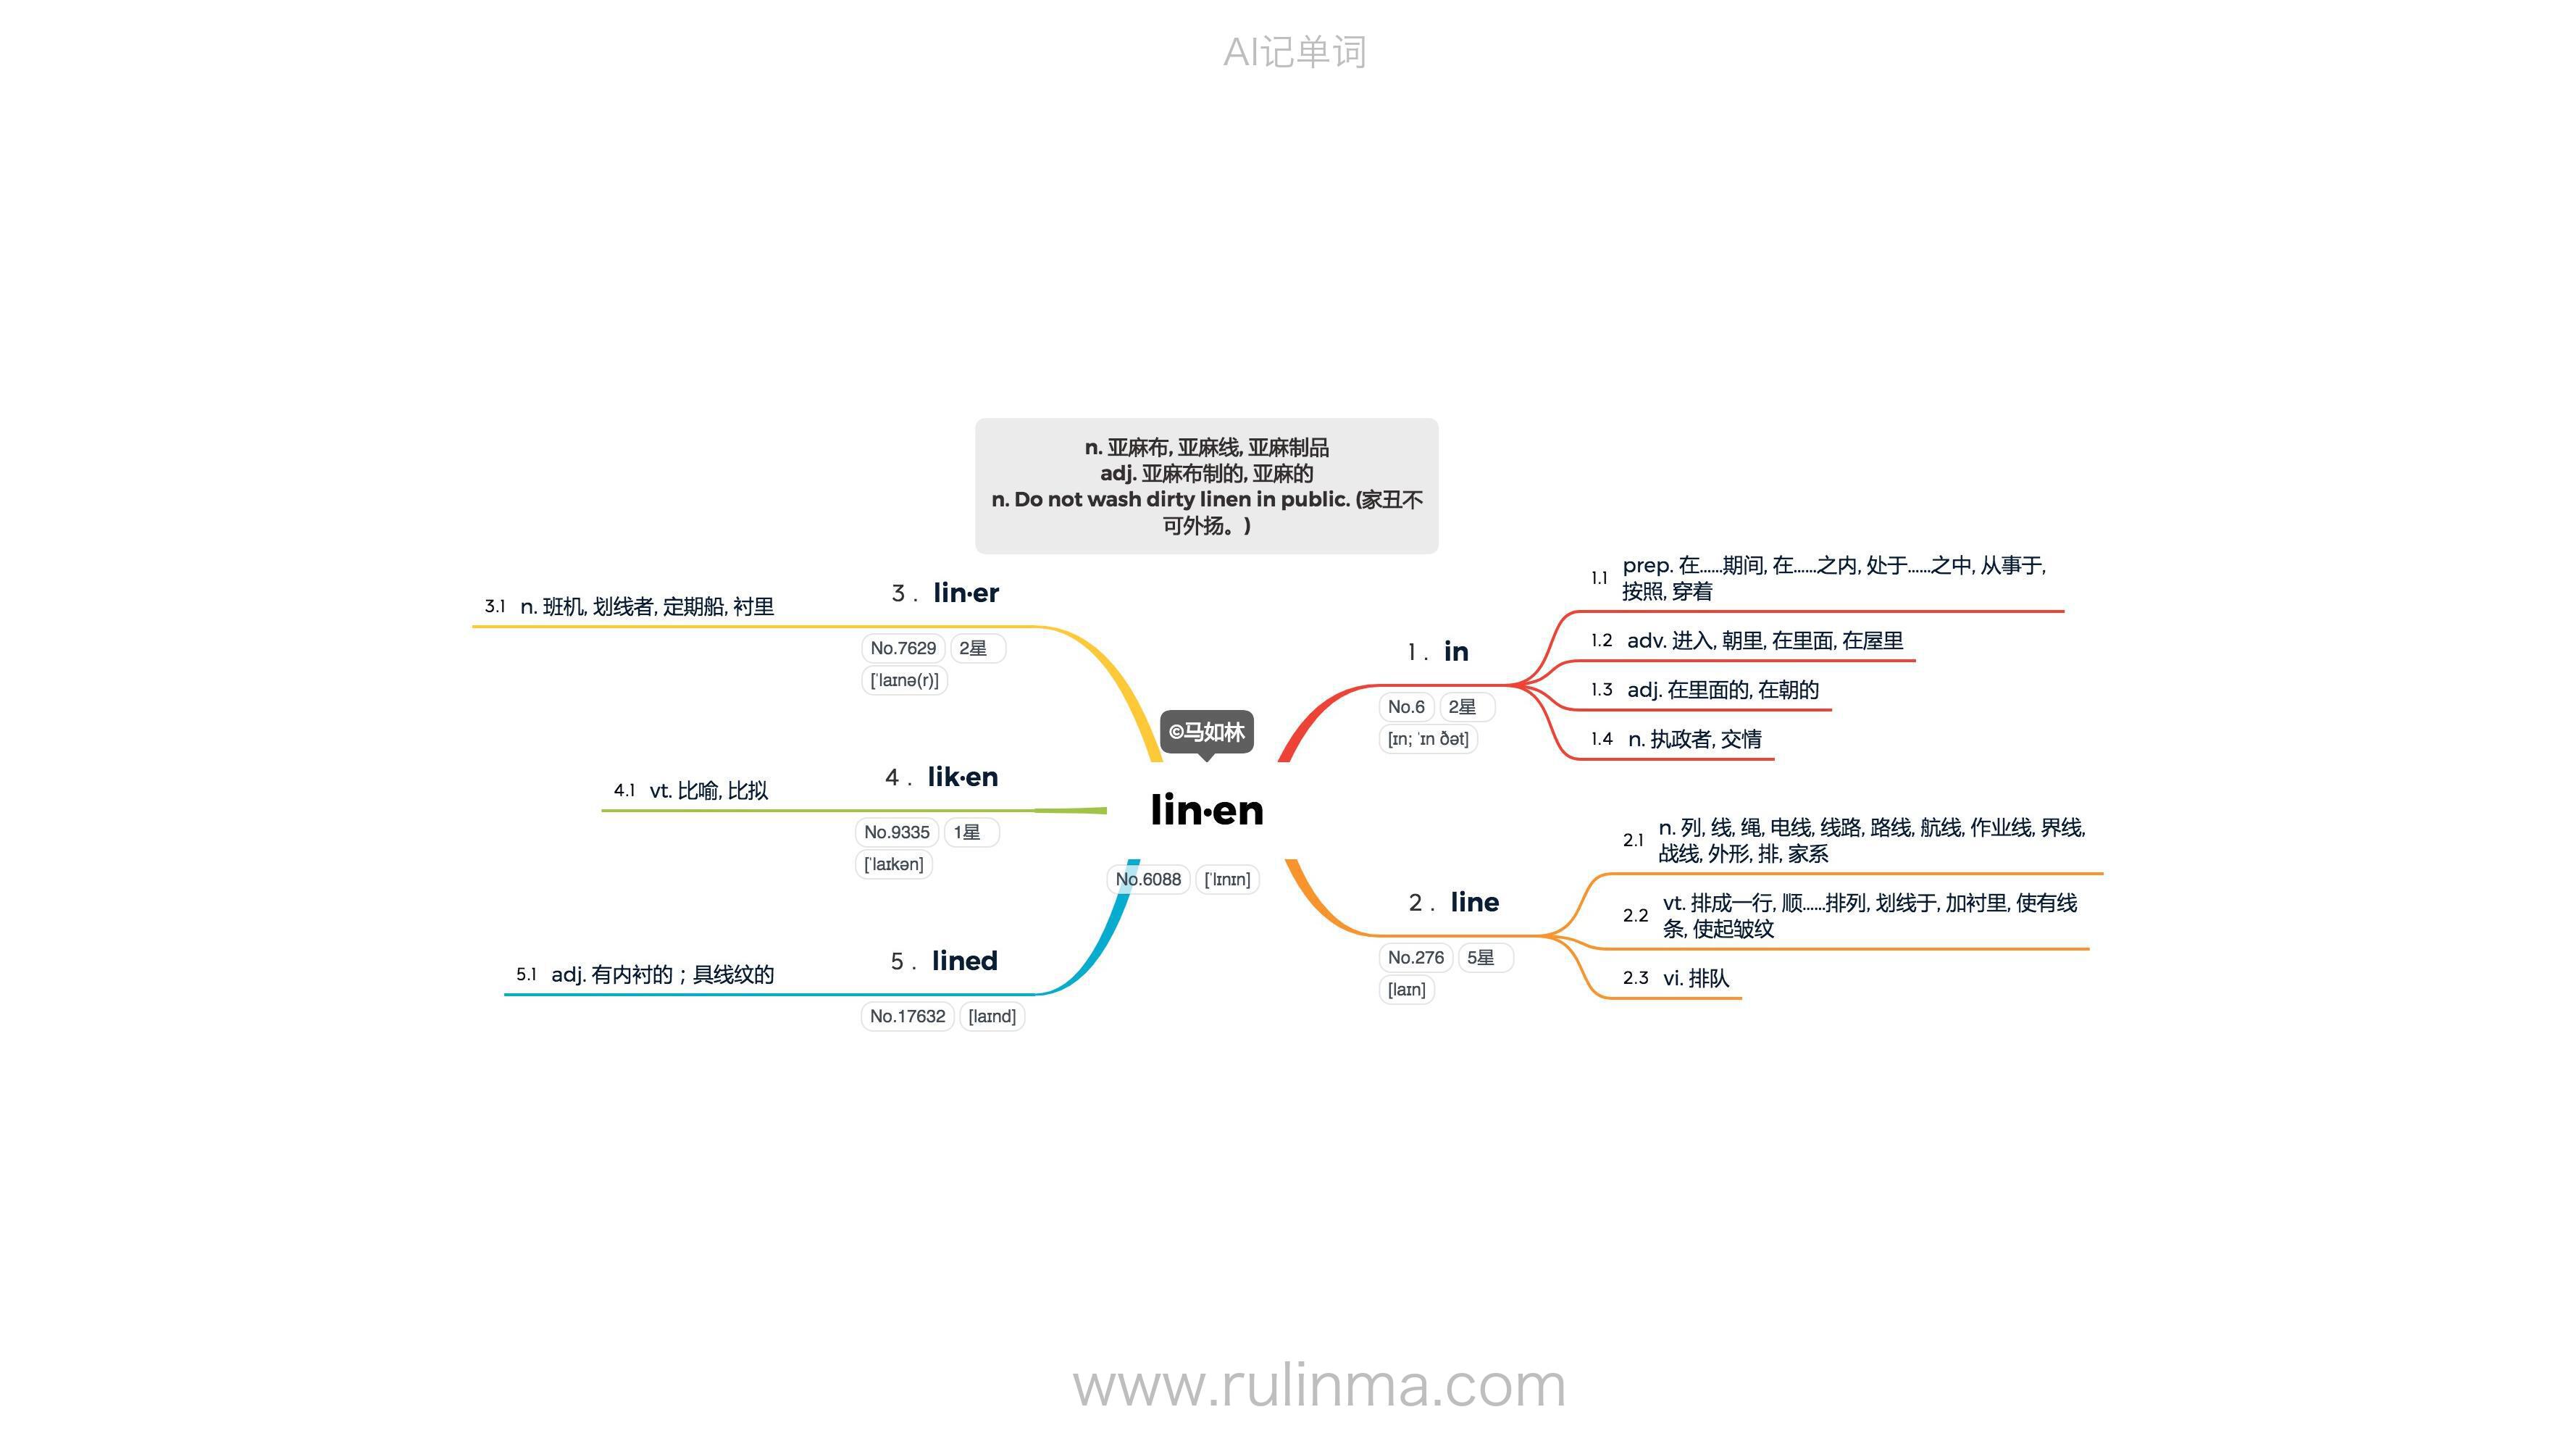 AI记单词
n. 亚麻布, 亚麻线, 亚麻制品
adj. 亚麻布制的, 亚麻的
n. Do not wash dirty linen in public. (家丑不
可外扬。)
©马如林
lin·en
No.6088 ['lɪnɪn]
1 . in
No.6 2星
[ɪn; 'ɪn ðət]
1.1 prep. 在......期间, 在......之内, 处于......之中, 从事于,
按照, 穿着
1.2 adv. 进入, 朝里, 在里面, 在屋里
1.3 adj. 在里面的, 在朝的
1.4 n. 执政者, 交情
2 . line
No.276 5星
[laɪn]
2.1 n. 列, 线, 绳, 电线, 线路, 路线, 航线, 作业线, 界线,
战线, 外形, 排, 家系
2.2 vt. 排成一行, 顺......排列, 划线于, 加衬里, 使有线
条, 使起皱纹
2.3 vi. 排队
3 . lin·er
No.7629 2星
['laɪnə(r)]
3.1 n. 班机, 划线者, 定期船, 衬里
4 . lik·en
No.9335 1星
['laɪkən]
4.1 vt. 比喻, 比拟
5 . lined
No.17632 [laɪnd]
5.1 adj. 有内衬的；具线纹的
www.rulinma.com